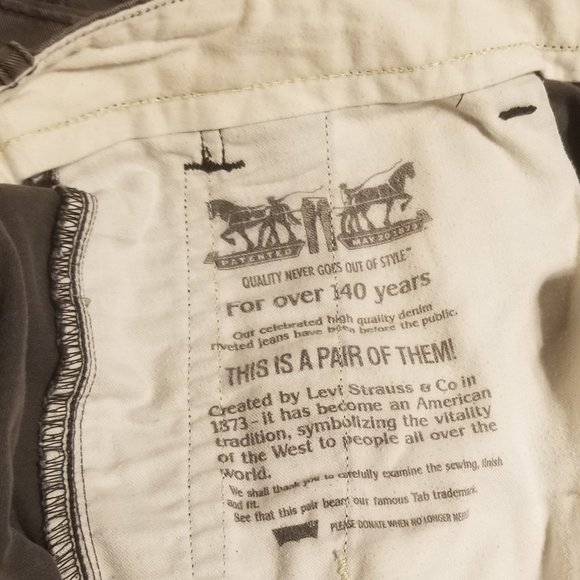 PATENTED MAY 20 1873
QUALITY NEVER GOES OUT OF STYLE™
For over 140 years
Our celebrated high quality denim
riveted jeans have been before the public.
THIS IS A PAIR OF THEM!
Created by Levi Strauss & Co in
1873-it has become an American
tradition, symbolizing the vitality
of the West to people all over the
world.
We shall thank you to carefully examine the sewing, finish
and fit.
See that this pair bears our famous Tab trademark.
PLEASE DONATE WHEN NO LONGER